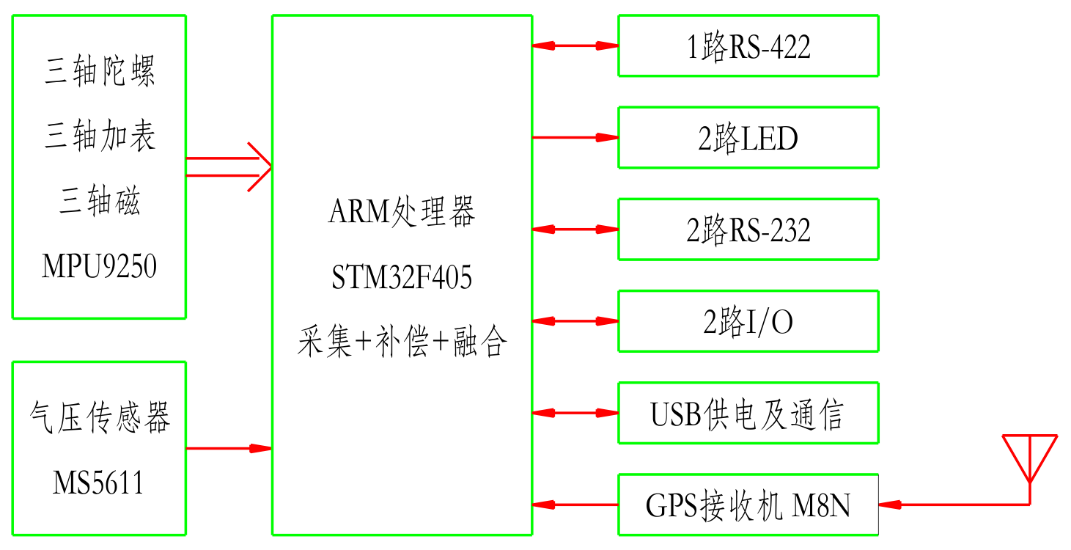 三轴陀螺
三轴加表
三轴磁
MPU9250
气压传感器
MS5611
ARM处理器
STM32F405
采集+补偿+融合
1路RS-422
2路LED
2路RS-232
2路I/O
USB供电及通信
GPS接收机 M8N